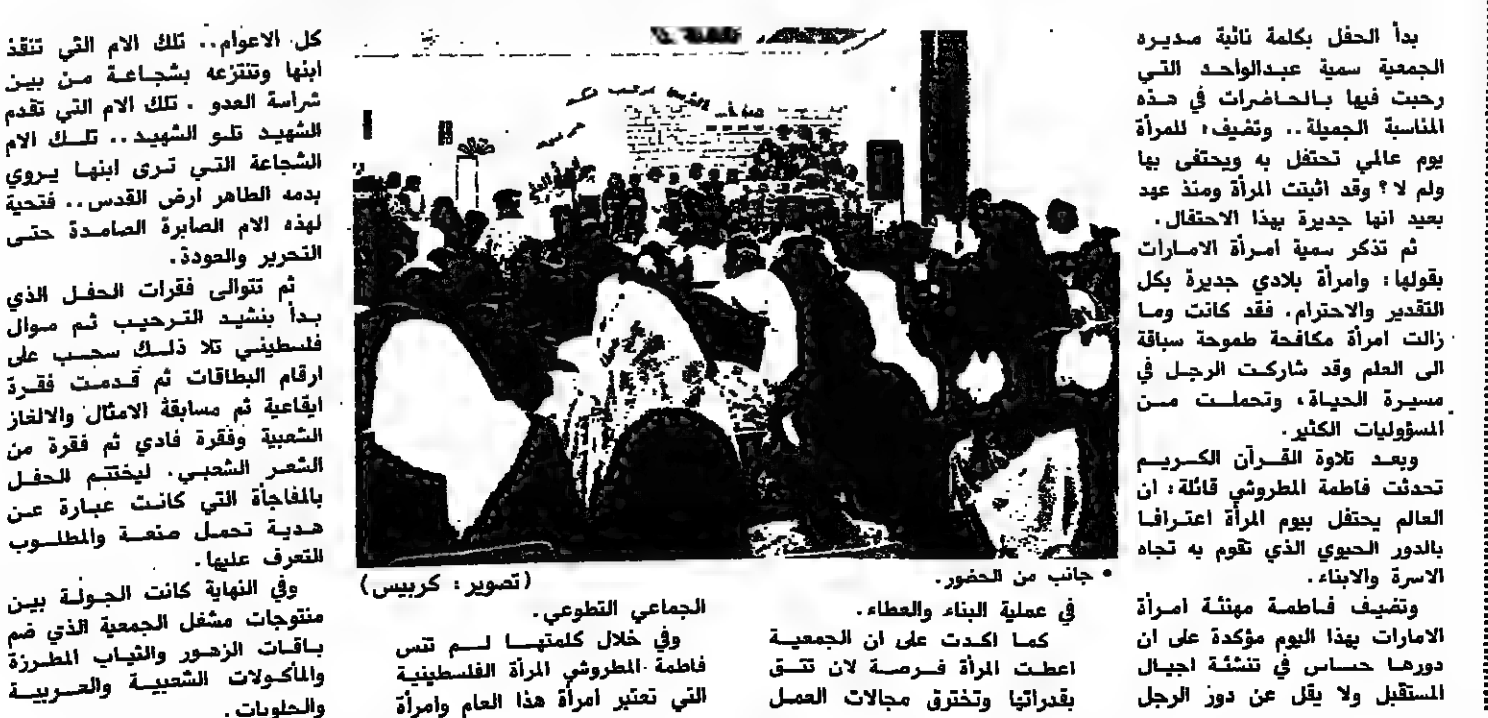 بدأ الحفل بكلمة نائبة مديره
الجمعية سمية عبدالواحد التي
رحبت فيها بالحاضرات في هذه
المناسبة الجميلة.. وتضيف: للمرأة
يوم عالمي تحتفل به ويحتفى بها
ولم لا؟ وقد اثبتت المرأة ومنذ عهد
بعيد انها جديرة بهذا الاحتفال.
ثم تذكر سمية امرأة الامارات
بقولها: وامرأة بلادي جديرة بكل
التقدير والاحترام. فقد كانت وما
زالت امرأة مكافحة طموحة سباقة
الى العلم وقد شاركت الرجل في
مسيرة الحياة، وتحملت من
المسؤوليات الكثير.
وبعد تلاوة القرآن الكريم
تحدثت فاطمة المطروشي قائلة: ان
العالم يحتفل بيوم المرأة اعترافا
بالدور الحيوي الذي تقوم به تجاه
الاسرة والابناء.
وتضيف فاطمة مهنئة امرأة
الامارات بهذا اليوم مؤكدة على ان
دورها حساس في تنشئة اجيال
المستقبل ولا يقل عن دور الرجل
• جانب من الحضور.
(تصوير: كربيس)
في عملية البناء والعطاء.
كما اكدت على ان الجمعية
اعطت المرأة فرصة لان تثق
بقدراتها وتخترق مجالات العمل
الجماعي التطوعي.
وفي خلال كلمتها لم تنس
فاطمة المطروشي المرأة الفلسطينية
التي تعتبر امرأة هذا العام وامرأة
كل الاعوام.. تلك الام التي تنقذ
ابنها وتنتزعه بشجاعة من بين
شراسة العدو. تلك الام التي تقدم
الشهيد تلو الشهيد.. تلك الام
الشجاعة التي ترى ابنها يروي
بدمه الطاهر ارض القدس.. فتحية
لهذه الام الصابرة الصامدة حتى
التحرير والعودة.
ثم تتوالى فقرات الحفل الذي
بدأ بنشيد الترحيب ثم موال
فلسطيني تلا ذلك سحب على
ارقام البطاقات ثم قدمت فقرة
ايقاعية ثم مسابقة الامثال والالغاز
الشعبية وفقرة فادي ثم فقرة من
الشعر الشعبي. ليختتم الحفل
بالمفاجأة التي كانت عبارة عن
هدية تحمل صنعة والمطلوب
التعرف عليها.
وفي النهاية كانت الجولة بين
منتوجات مشغل الجمعية الذي ضم
باقات الزهور والثياب المطرزة
والمأكولات الشعبية والعربية
والحلويات.